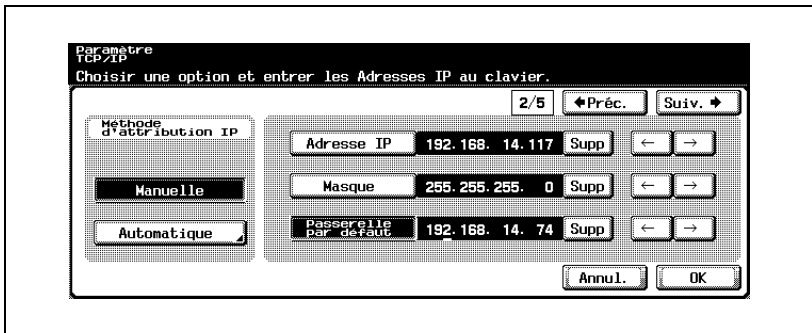 Paramètre
TCP/IP
Choisir une option et entrer les Adresses IP au clavier.
2/5 ←Préc. Suiv.→
Méthode
d'attribution IP
Adresse IP 192.168. 14.117 Supp ← →
Manuelle
Masque 255.255.255. 0 Supp ← →
Automatique
Passerelle
par défaut 192.168. 14. 74 Supp ← →
Annul. OK